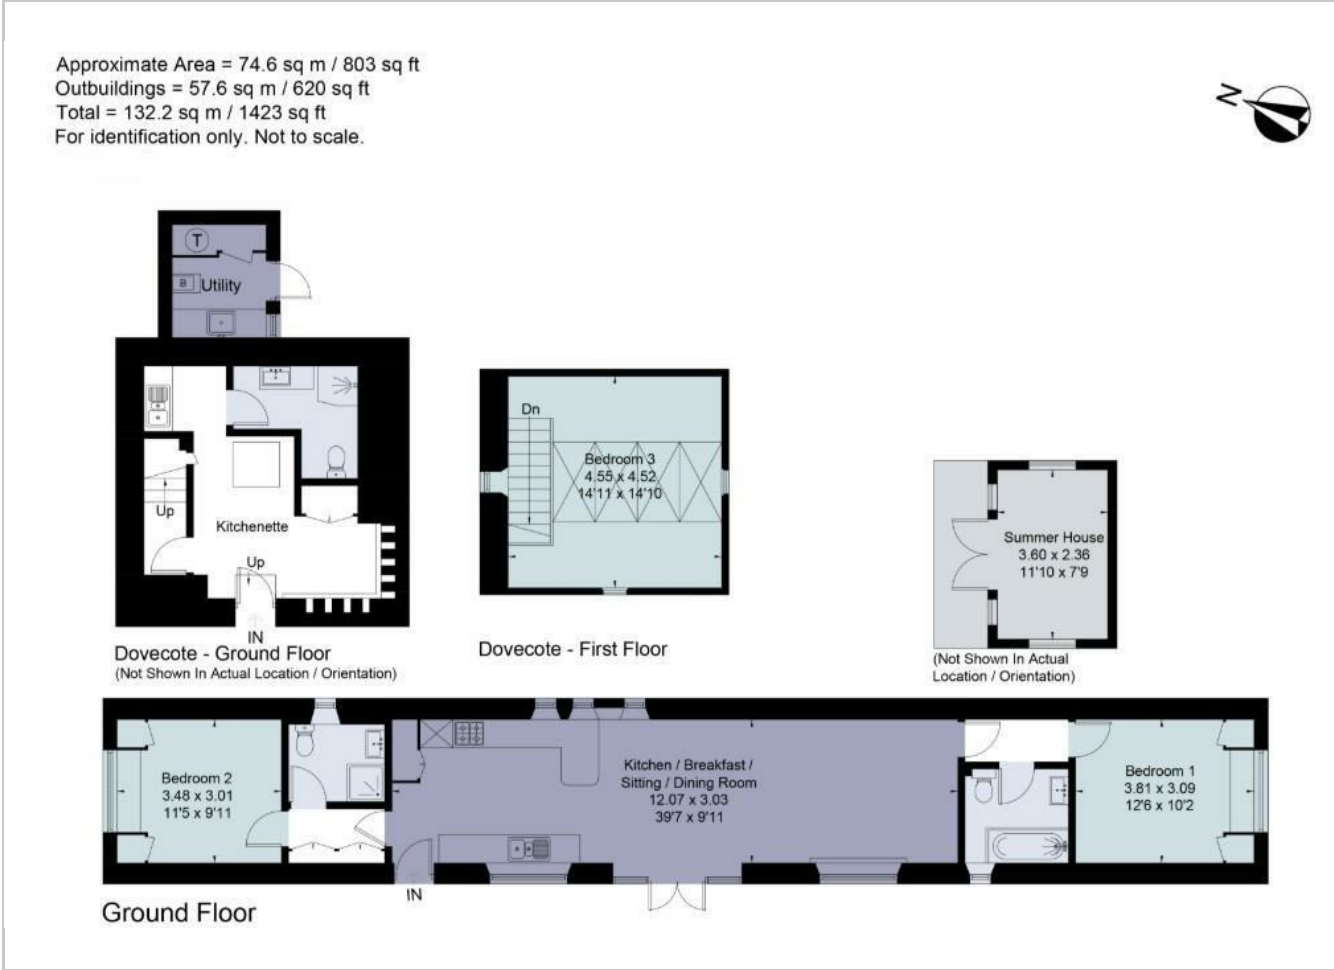 Approximate Area = 74.6 sq m / 803 sq ft
Outbuildings = 57.6 sq m / 620 sq ft
Total = 132.2 sq m / 1423 sq ft
For identification only. Not to scale.
N
T
B
Utility
Up
Kitchenette
Up
IN
Dovecote - Ground Floor
(Not Shown In Actual Location / Orientation)
Dn
Bedroom 3
4.55 x 4.52
14'11 x 14'10
Dovecote - First Floor
Summer House
3.60 x 2.36
11'10 x 7'9
(Not Shown In Actual
Location / Orientation)
Bedroom 2
3.48 x 3.01
11'5 x 9'11
Kitchen / Breakfast /
Sitting / Dining Room
12.07 x 3.03
39'7 x 9'11
Bedroom 1
3.81 x 3.09
12'6 x 10'2
IN
Ground Floor